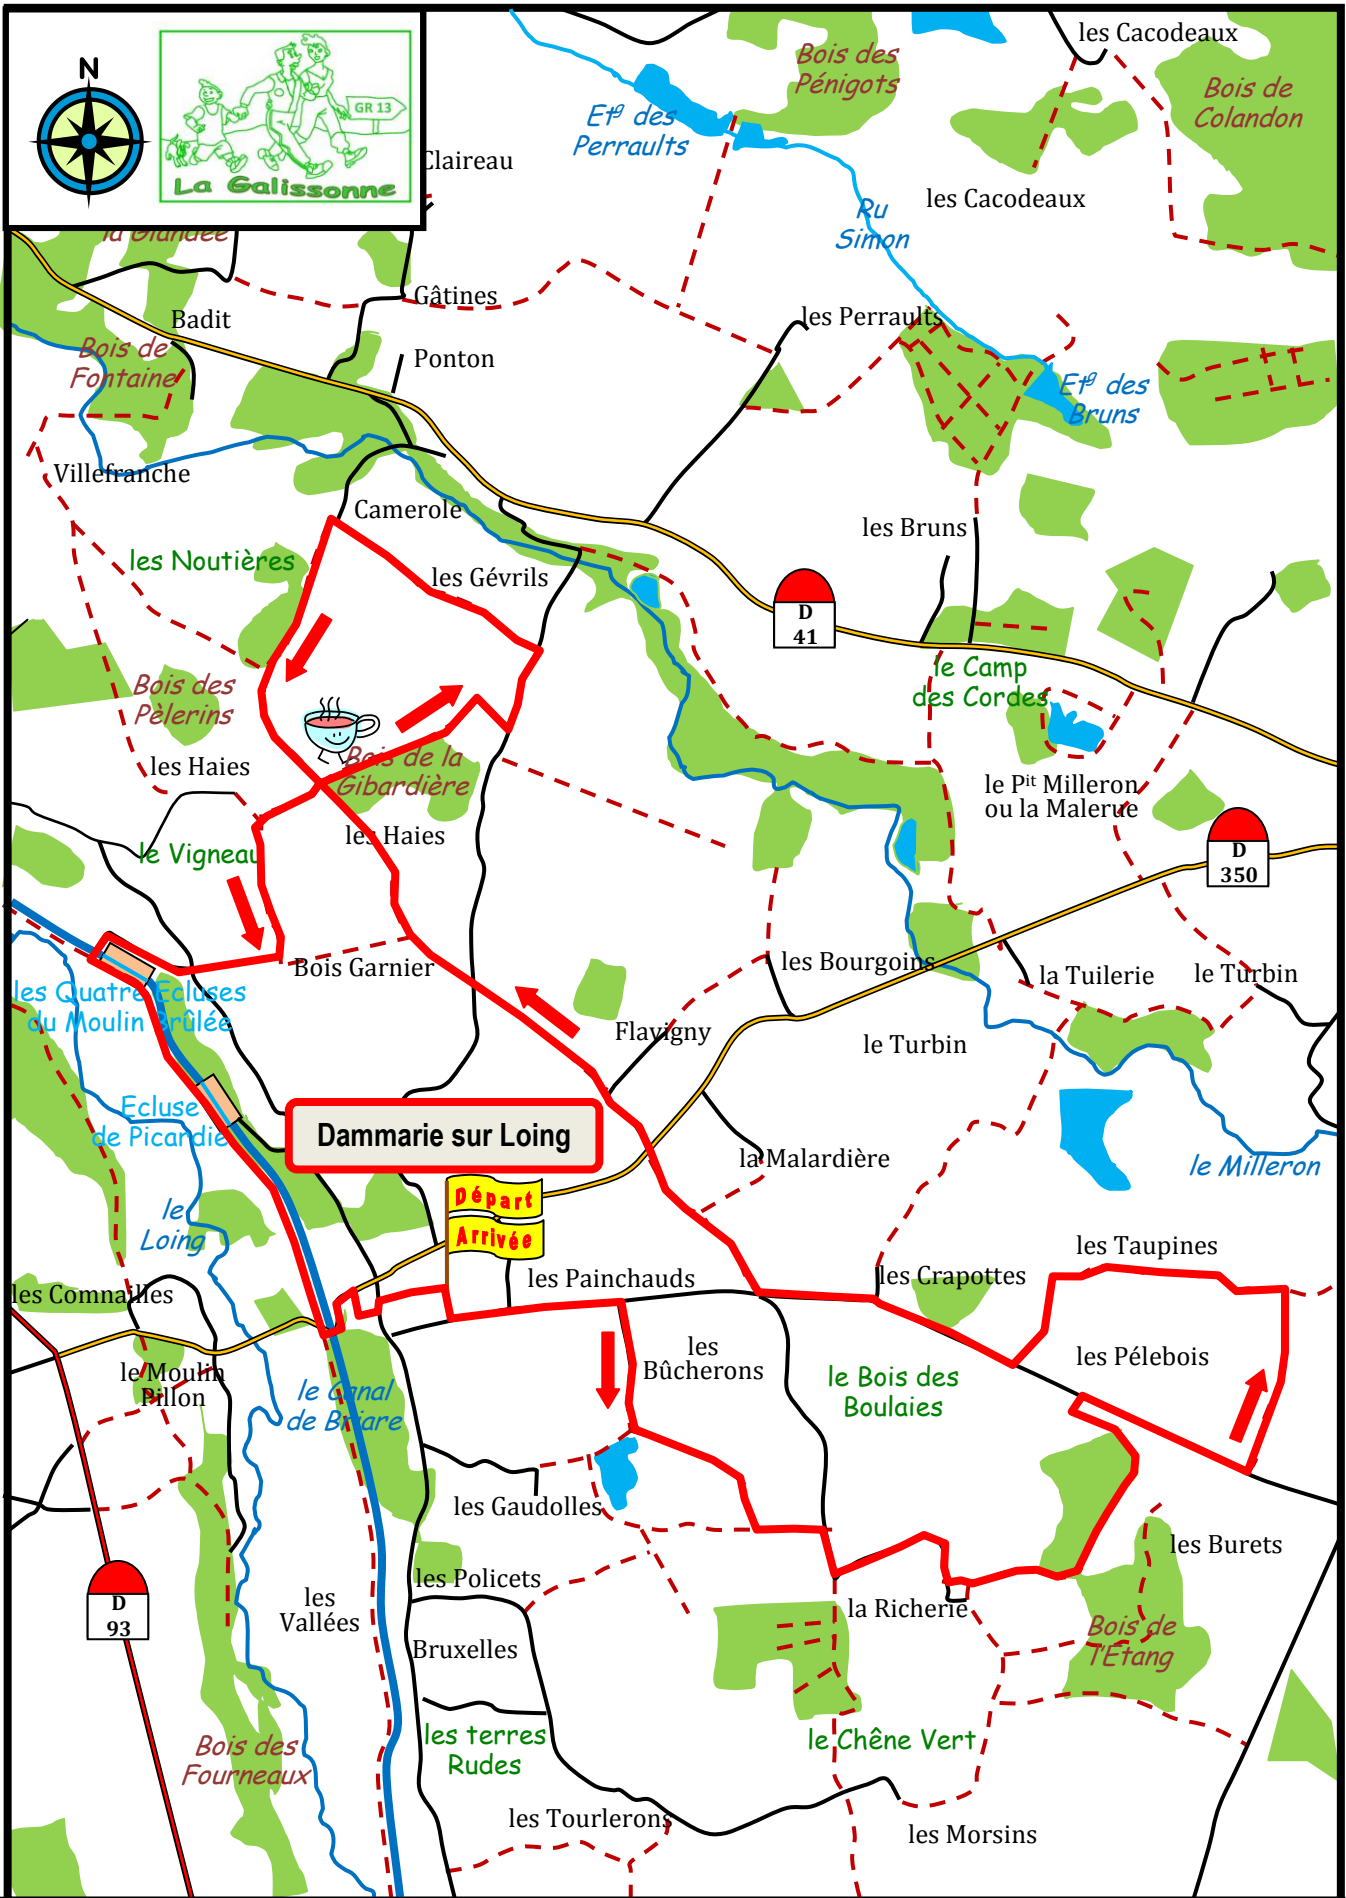 N
GR 13
La Galissonne
les Cacodeaux
Bois des
Pénigots
Bois de
Colandon
Etg des
Perraults
Claireau
les Cacodeaux
Ru
Simon
la Glandée
Gâtines
Badit
les Perraults
Bois de
Fontaine
Ponton
Etg des
Bruns
Villefranche
Camerole
les Bruns
les Noutières
les Gévrils
D
41
le Camp
des Cordes
Bois des
Pèlerins
les Haies
Bois de la
Gibardière
le Pit Milleron
ou la Malerue
les Haies
le Vigneau
D
350
Bois Garnier
les Bourgoins
la Tuilerie
le Turbin
les Quatre Ecluses
du Moulin Brûlée
Flavigny
le Turbin
Ecluse
de Picardie
Dammarie sur Loing
la Malardière
le Milleron
Départ
Arrivée
le
Loing
les Taupines
les Painchauds
les Crapottes
les Comnailles
les
Bûcherons
les Pélebois
le Moulin
Pillon
le Canal
de Briare
le Bois des
Boulaies
les Gaudolles
les Burets
les Policets
D
93
les
Vallées
la Richerie
Bruxelles
Bois de
l'Etang
les terres
Rudes
le Chêne Vert
Bois des
Fourneaux
les Tourlerons
les Morsins